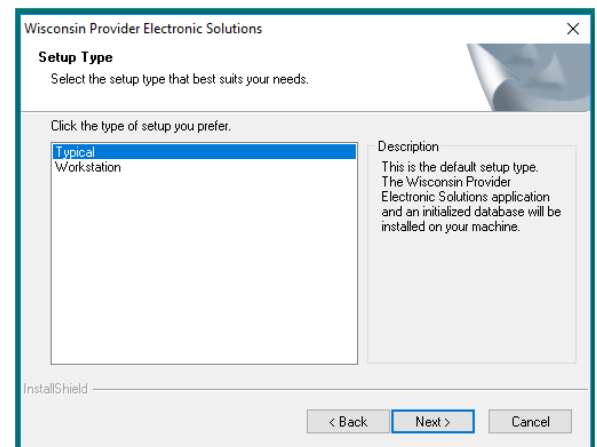 Wisconsin Provider Electronic Solutions
Setup Type
Select the setup type that best suits your needs.
Click the type of setup you prefer.
Typical
Workstation
Description
This is the default setup type.
The Wisconsin Provider
Electronic Solutions application
and an initialized database will be
installed on your machine.
InstallShield
< Back Next > Cancel